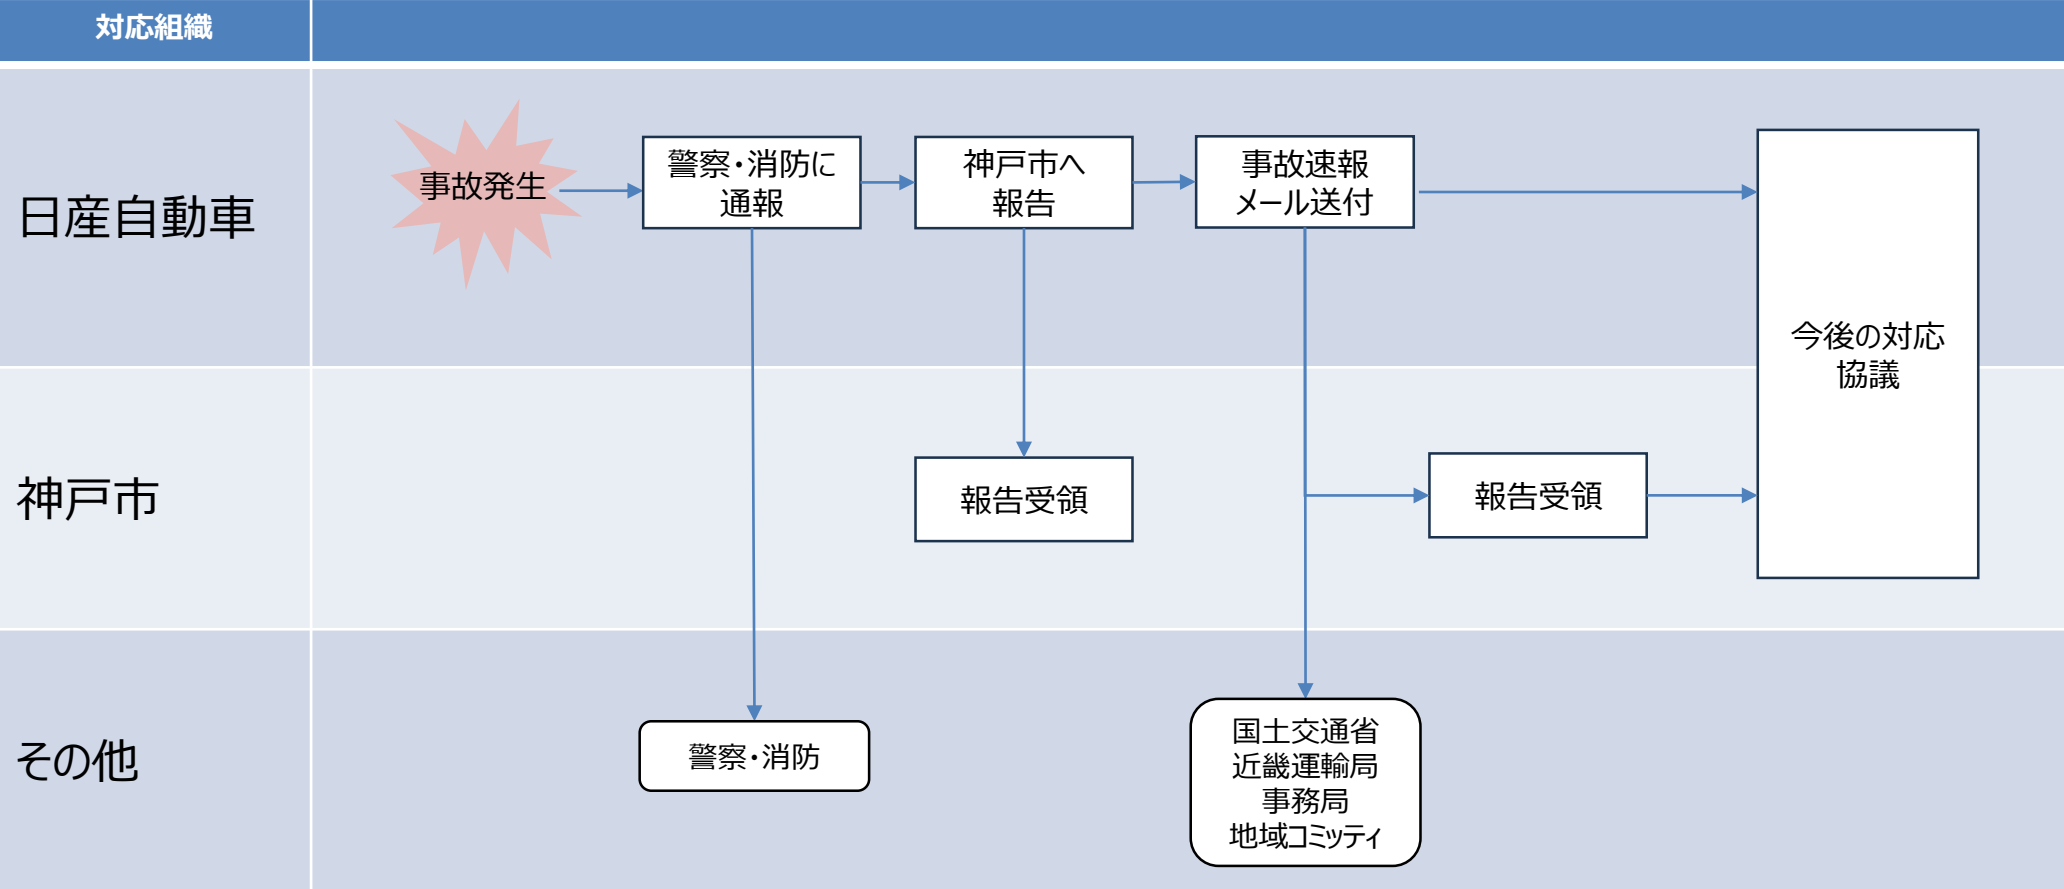 対応組織
日産自動車
事故発生
警察・消防に
通報
神戸市へ
報告
事故速報
メール送付
今後の対応
協議
神戸市
報告受領
報告受領
その他
警察・消防
国土交通省
近畿運輸局
事務局
地域コミッティ